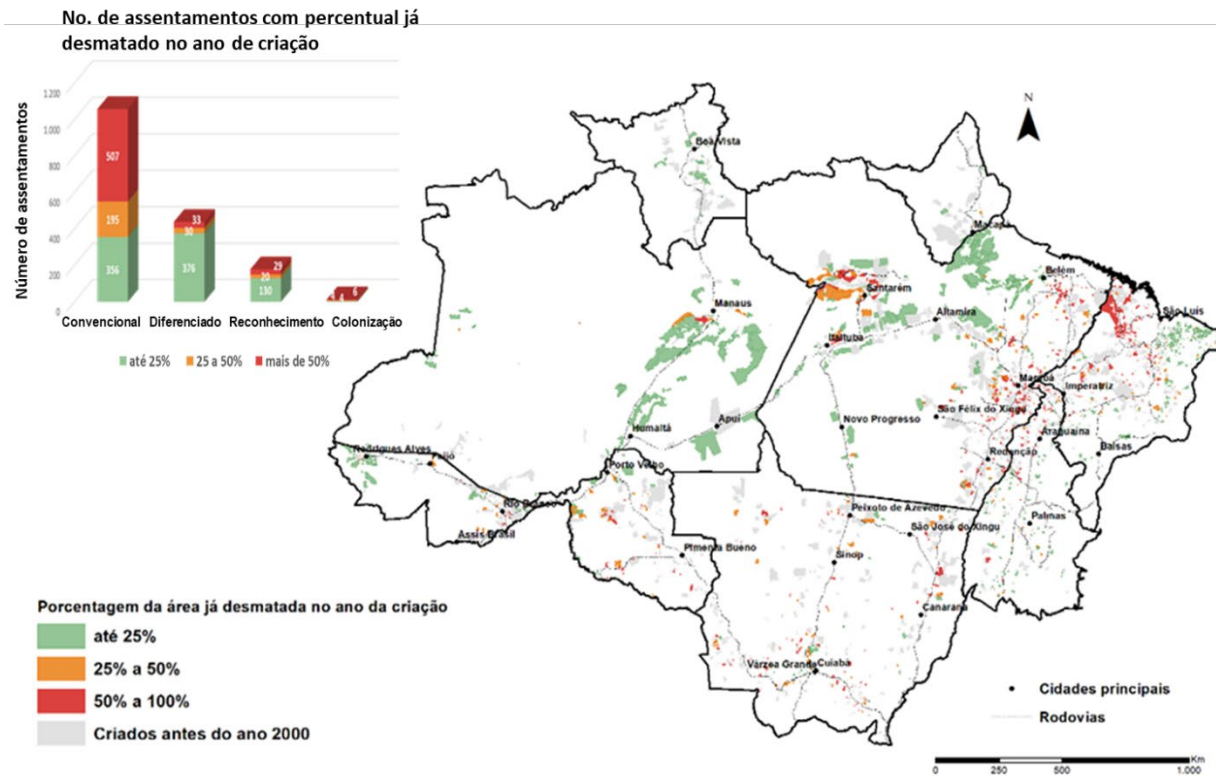 No. de assentamentos com percentual já
desmatado no ano de criação
Número de assentamentos
1.200
1.000
800
600
400
200
0
507
195
356
33
30
376
29
20
130
6
4
Convencional Diferenciado Reconhecimento Colonização
até 25% 25 a 50% mais de 50%
N
Boa Vista
Macapá
Belém
Santarém
Manaus
São Luís
Altamira
Itaituba
Marabá
Imperatriz
São Félix do Xingu
Novo Progresso
Apuí
Humaitá
Araguaína
Balsas
Redenção
Rodrigues Alves
Porto Velho
Rio Branco
Peixoto de Azevedo
Palmas
São José do Xingu
Assis Brasil
Pimenta Bueno
Sinop
Canarana
Várzea Grande
Cuiabá
Porcentagem da área já desmatada no ano da criação
até 25%
25% a 50%
50% a 100%
Criados antes do ano 2000
Cidades principais
Rodovias
Km
0 250 500 1.000